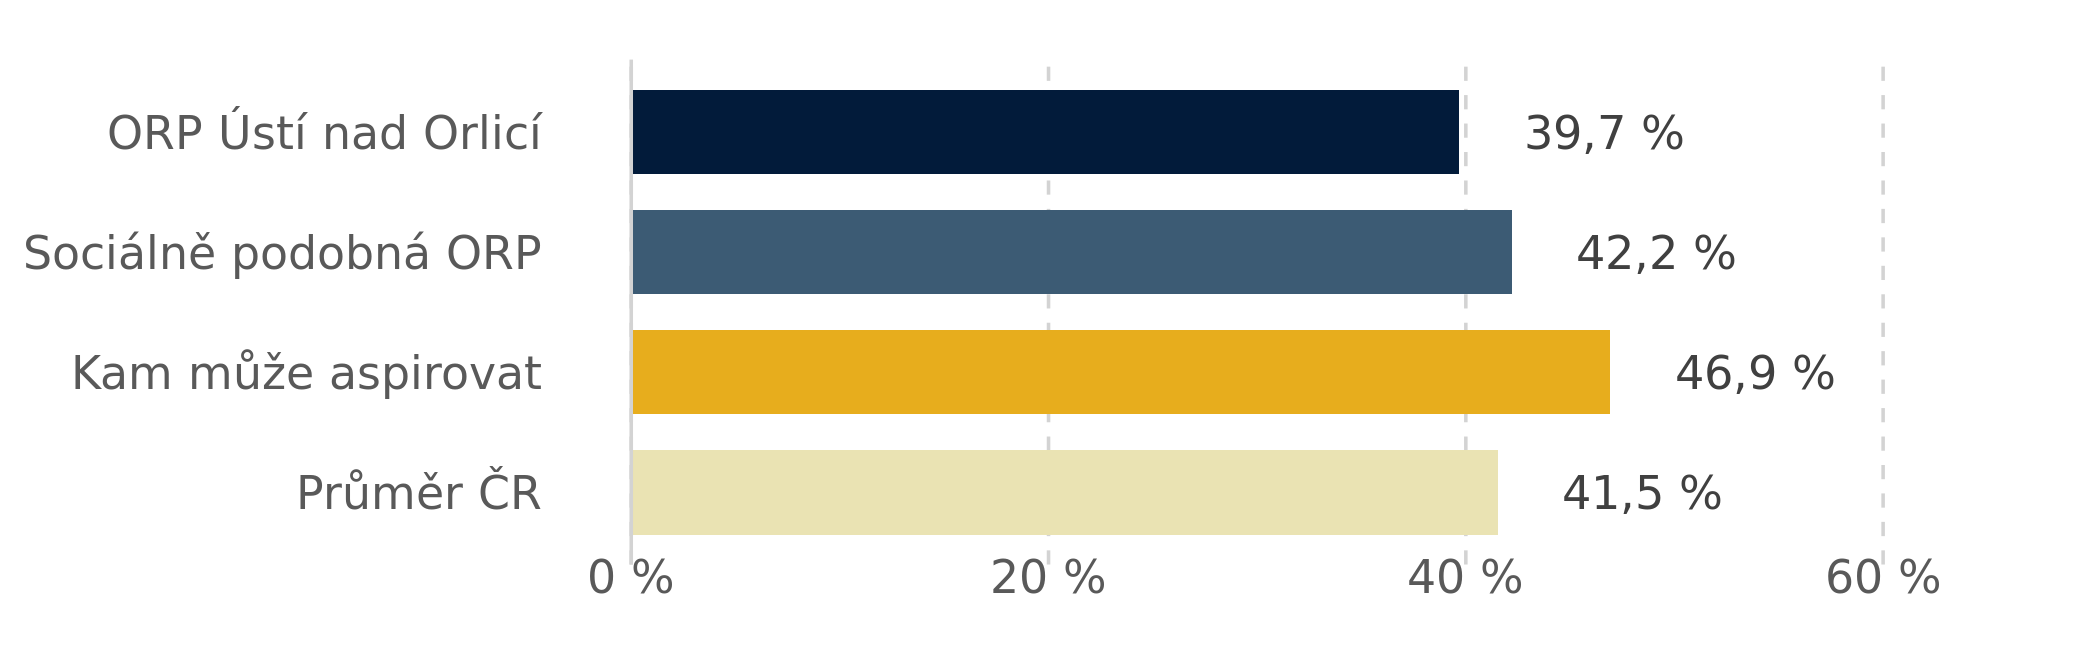 ORP Ústí nad Orlicí 39,7 %
Sociálně podobná ORP 42,2 %
Kam může aspirovat 46,9 %
Průměr ČR 41,5 %
0 % 20 % 40 % 60 %